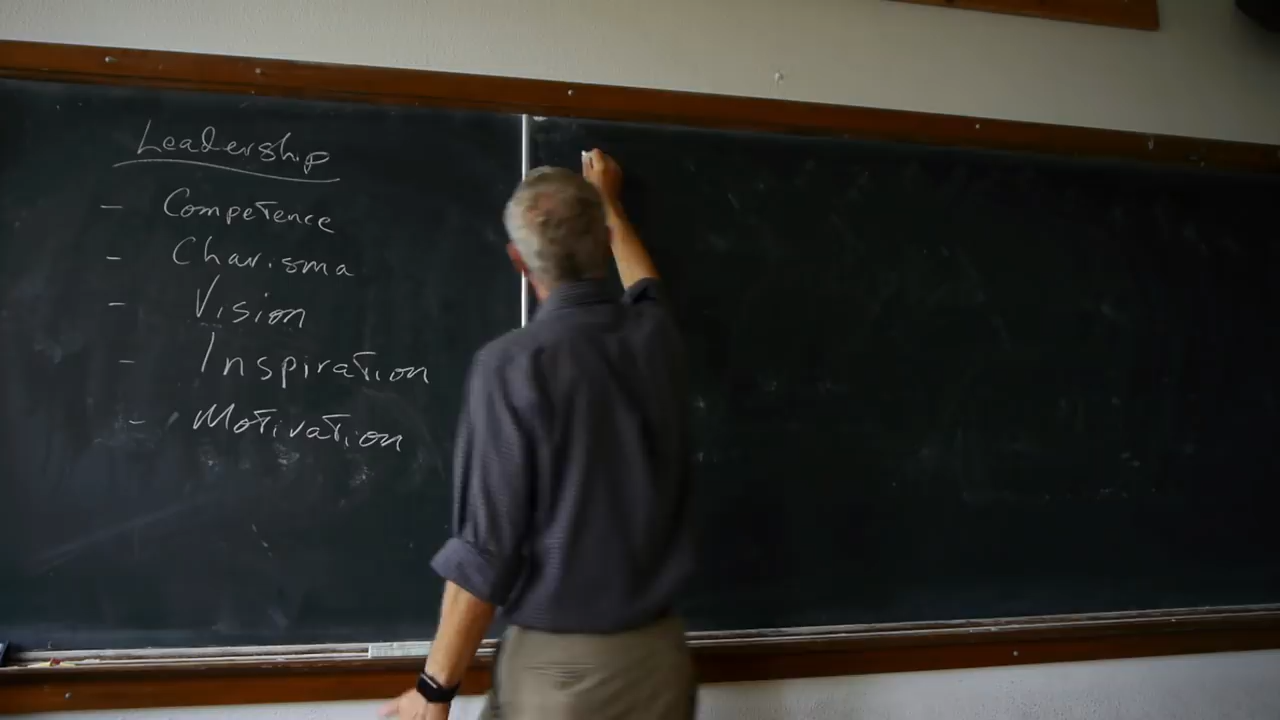 Leadership
- Competence
- Charisma
- Vision
- Inspiration
- Motivation